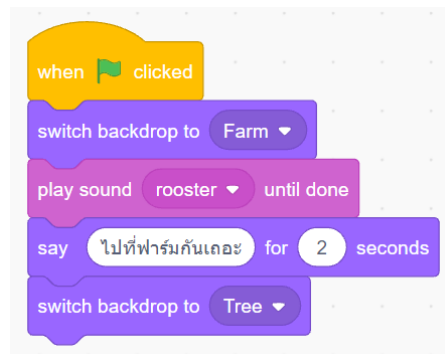 when clicked
switch backdrop to Farm
play sound rooster until done
say ไปที่ฟาร์มกันเถอะ for 2 seconds
switch backdrop to Tree